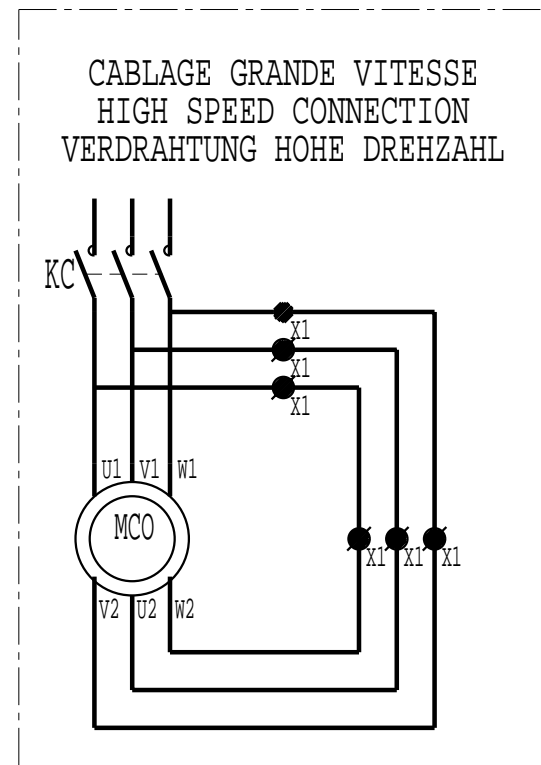 CABLAGE GRANDE VITESSE
HIGH SPEED CONNECTION
VERDRAHTUNG HOHE DREHZAHL
KC
X1
X1
X1
U1 V1 W1
MCO
X1 X1 X1
V2 U2 W2